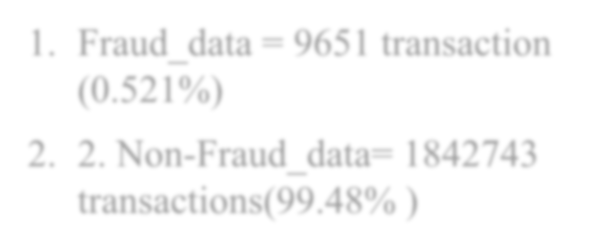 1. Fraud_data = 9651 transaction
(0.521%)
2. 2. Non-Fraud_data= 1842743
transactions(99.48% )